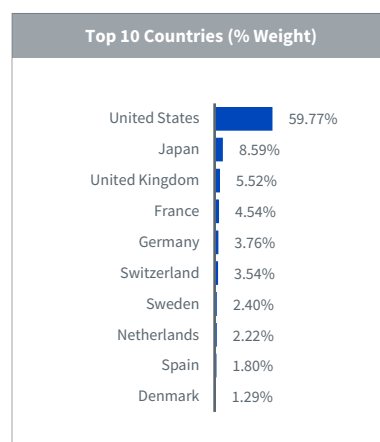 Top 10 Countries (% Weight)
United States 59.77%
Japan 8.59%
United Kingdom 5.52%
France 4.54%
Germany 3.76%
Switzerland 3.54%
Sweden 2.40%
Netherlands 2.22%
Spain 1.80%
Denmark 1.29%